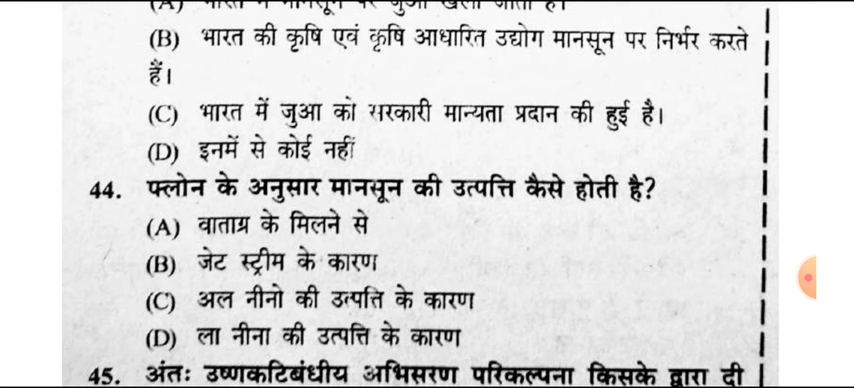 (B) भारत की कृषि एवं कृषि आधारित उद्योग मानसून पर निर्भर करते
हैं।
(C) भारत में जुआ को सरकारी मान्यता प्रदान की हुई है।
(D) इनमें से कोई नहीं
44. फ्लोन के अनुसार मानसून की उत्पत्ति कैसे होती है?
(A) वाताग्र के मिलने से
(B) जेट स्ट्रीम के कारण
(C) अल नीनो की उत्पति के कारण
(D) ला नीना की उत्पत्ति के कारण
45. अंतः उष्णकटिबंधीय अभिसरण परिकल्पना किसके द्वारा दी